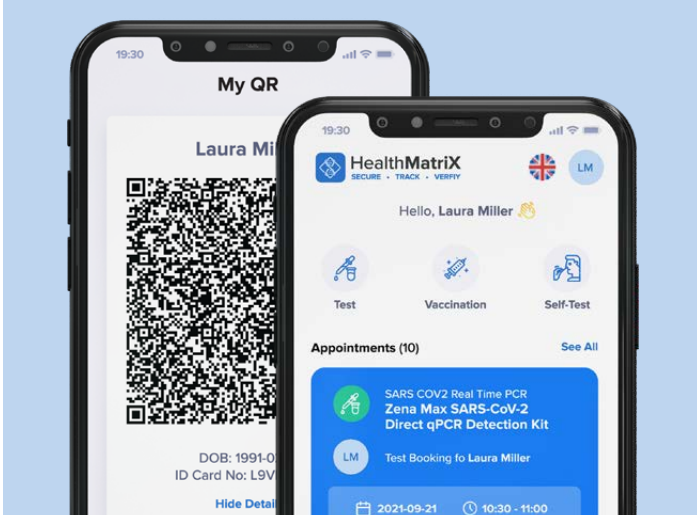 19:30
My QR
Laura Mi
DOB: 1991-0
ID Card No: L9V
Hide Detai
19:30
HealthMatriX
SECURE - TRACK - VERFIY
LM
Hello, Laura Miller
Test
Vaccination
Self-Test
Appointments (10)
See All
SARS COV2 Real Time PCR
Zena Max SARS-CoV-2
Direct qPCR Detection Kit
LM
Test Booking fo Laura Miller
2021-09-21
10:30 - 11:00